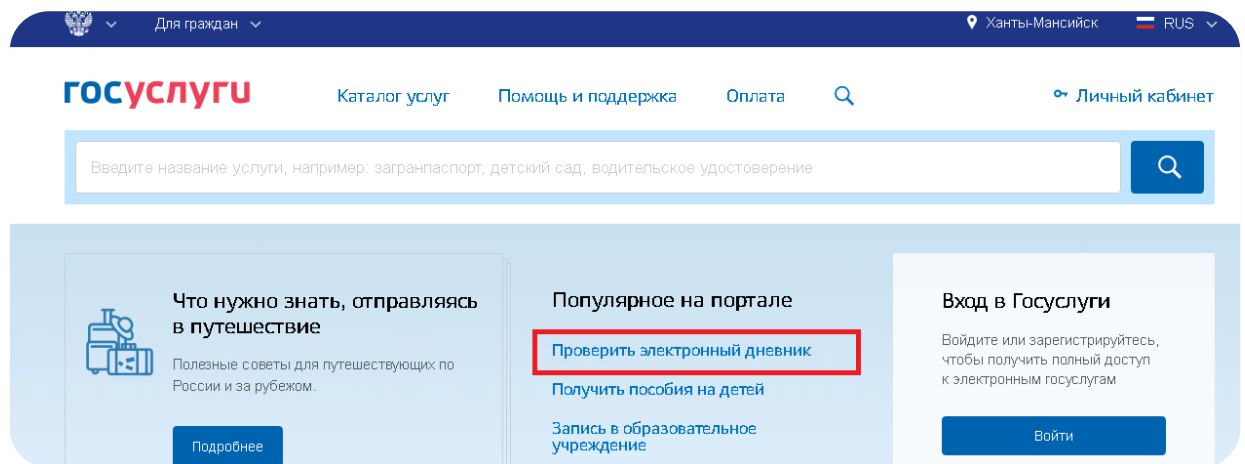 Для граждан
Ханты-Мансийск
RUS
госуслуги
Каталог услуг
Помощь и поддержка
Оплата
Личный кабинет
Введите название услуги, например: загранпаспорт, детский сад, водительское удостоверение
Что нужно знать, отправляясь
в путешествие
Полезные советы для путешествующих по
России и за рубежом.
Подробнее
Популярное на портале
Проверить электронный дневник
Получить пособия на детей
Запись в образовательное
учреждение
Вход в Госуслуги
Войдите или зарегистрируйтесь,
чтобы получить полный доступ
к электронным госуслугам
Войти